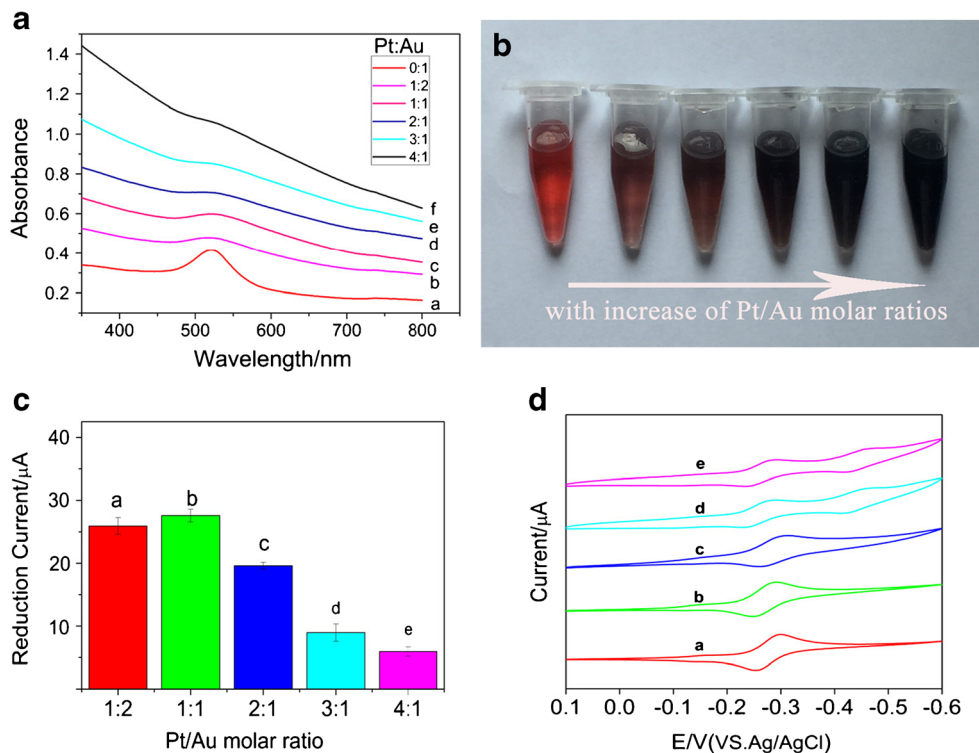 a
Pt:Au
0:1
1:2
1:1
2:1
3:1
4:1
1.4
1.2
1.0
0.8
0.6
0.4
0.2
Absorbance
f
e
d
c
b
a
400 500 600 700 800
Wavelength/nm
b
with increase of Pt/Au molar ratios
c
40
30
20
10
Reduction Current/μA
a
b
c
d
e
1:2 1:1 2:1 3:1 4:1
Pt/Au molar ratio
d
Current/μA
e
d
c
b
a
0.1 0.0 -0.1 -0.2 -0.3 -0.4 -0.5 -0.6
E/V(VS.Ag/AgCl)